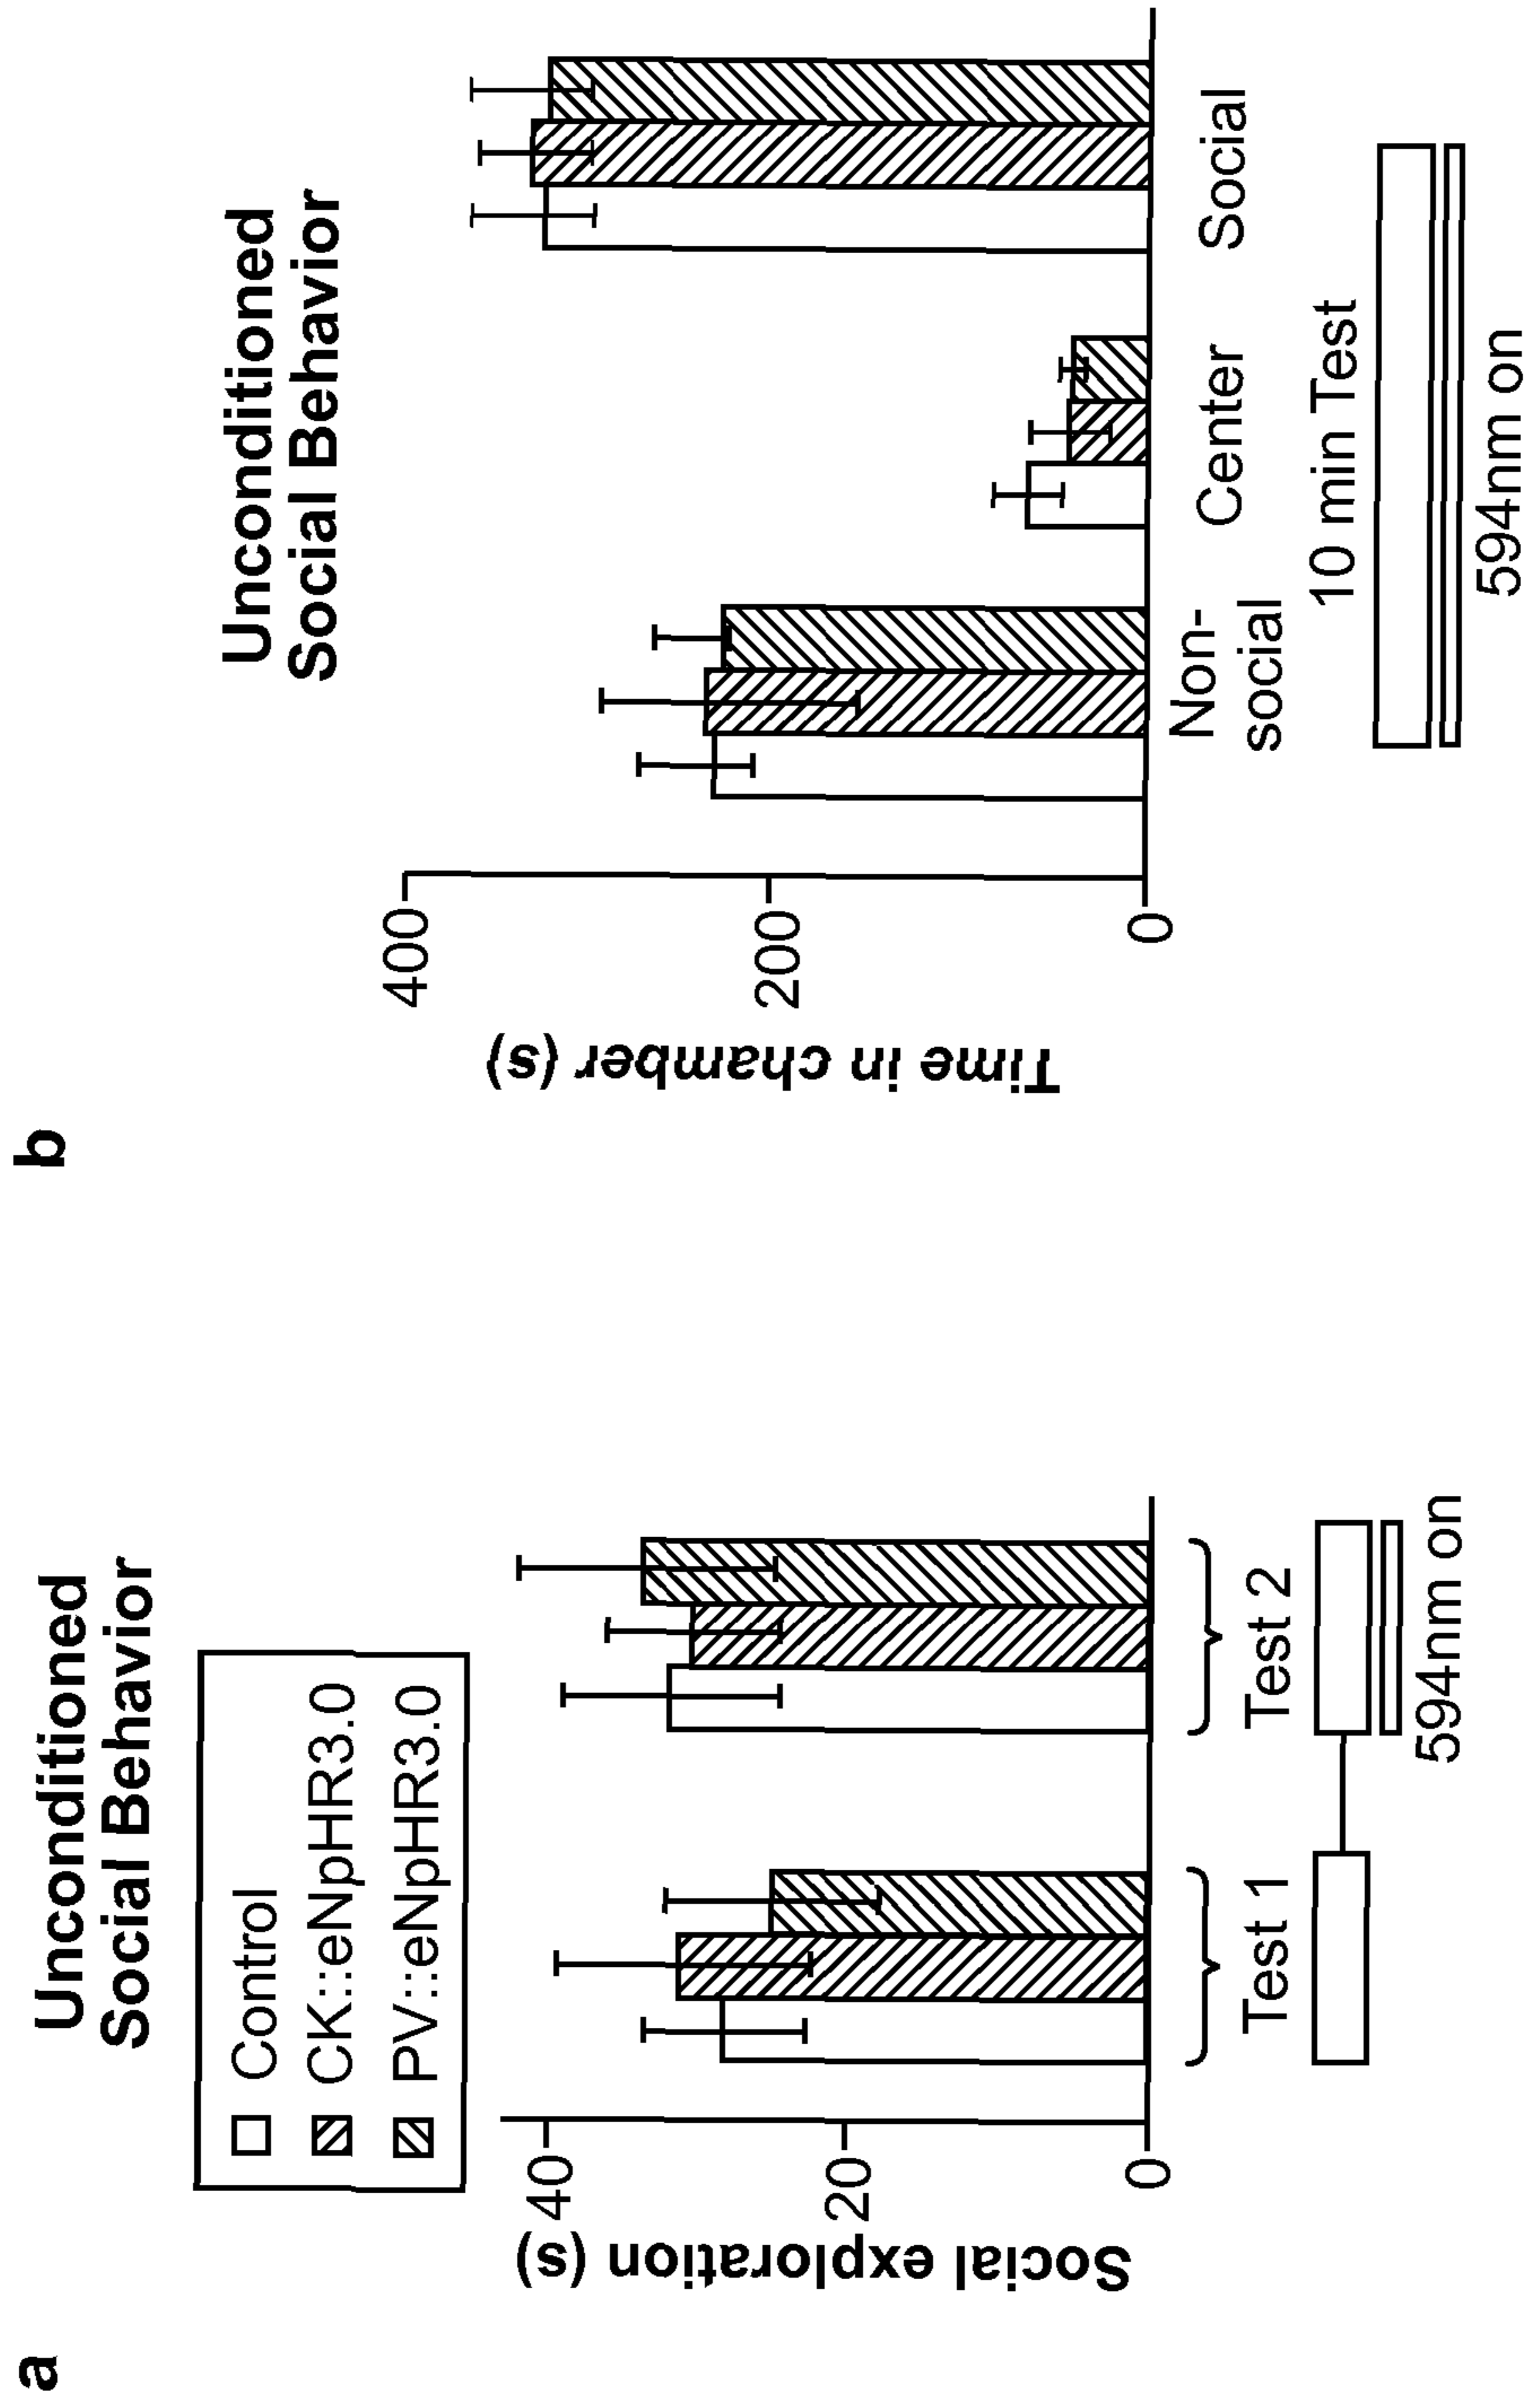 a
Unconditioned
Social Behavior
Control
CK::eNpHR3.0
PV::eNpHR3.0
Social exploration (s)
40
20
0
Test 1
Test 2
594nm on
b
Unconditioned
Social Behavior
Time in chamber (s)
400
200
0
Non-
social
Center
Social
10 min Test
594nm on